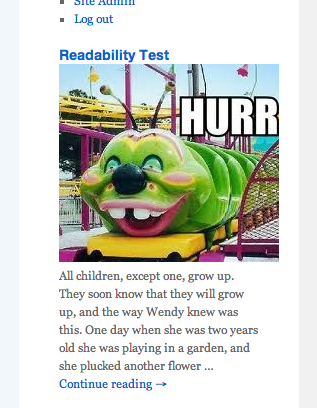 Site Admin
Log out
Readability Test
HURR
All children, except one, grow up.
They soon know that they will grow
up, and the way Wendy knew was
this. One day when she was two years
old she was playing in a garden, and
she plucked another flower ...
Continue reading →